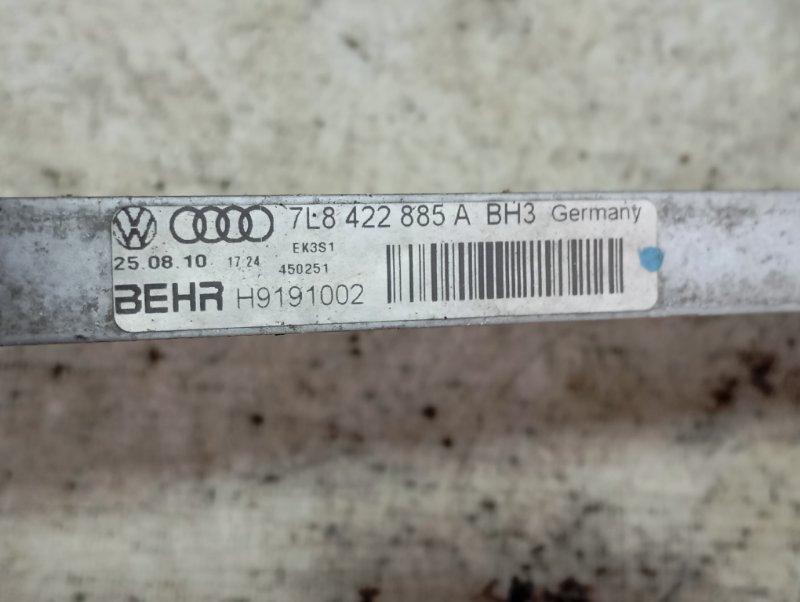 7L8 422 885 A BH3 Germany
EK3S1
25.08.10 17 24 450251
BEHR H9191002